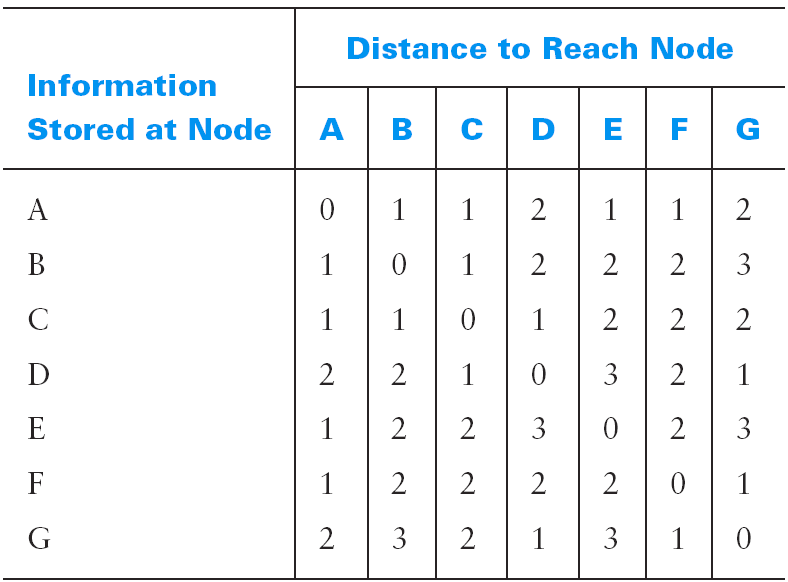 Distance to Reach Node
Information
Stored at Node A B C D E F G
A 0 1 1 2 1 1 2
B 1 0 1 2 2 2 3
C 1 1 0 1 2 2 2
D 2 2 1 0 3 2 1
E 1 2 2 3 0 2 3
F 1 2 2 2 2 0 1
G 2 3 2 1 3 1 0